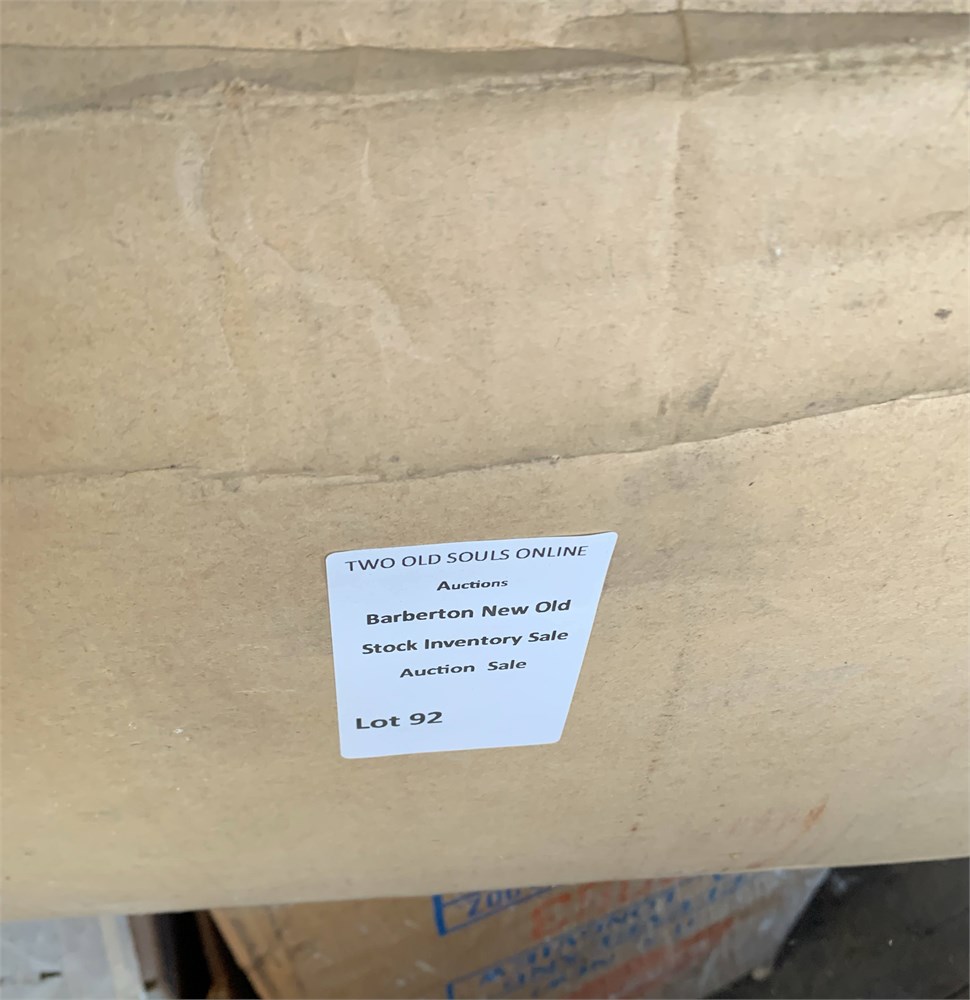 TWO OLD SOULS ONLINE
Auctions
Barberton New Old
Stock Inventory Sale
Auction Sale
Lot 92